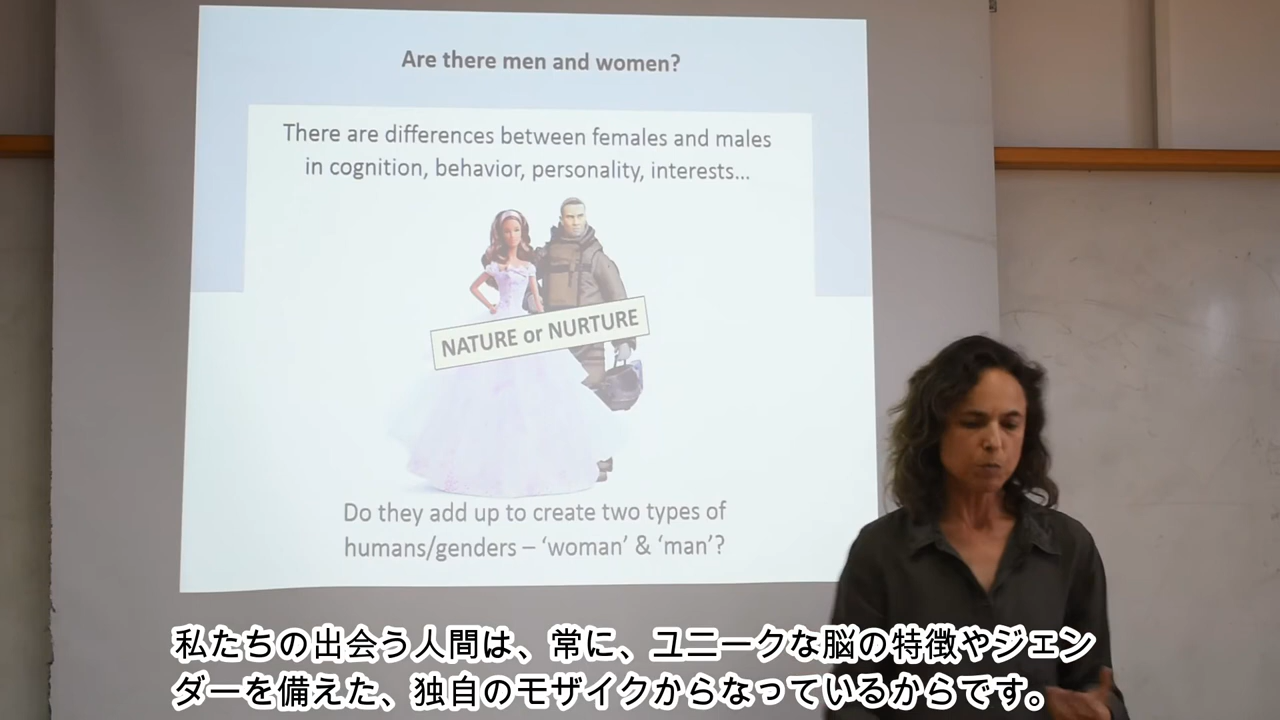 Are there men and women?
There are differences between females and males
in cognition, behavior, personality, interests...
NATURE or NURTURE
Do they add up to create two types of
humans/genders – ‘woman’ & ‘man’?
私たちの出会う人間は、常に、ユニークな脳の特徴やジェン
ダーを備えた、独自のモザイクからなっているからです。